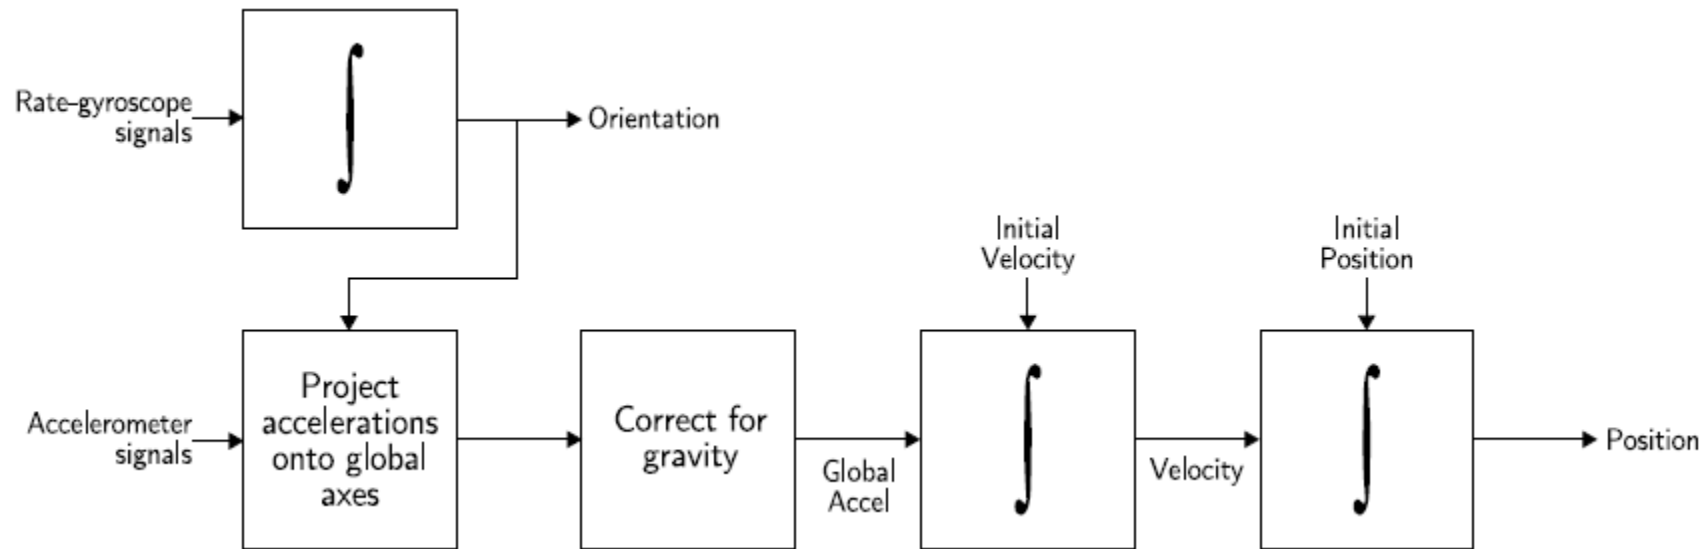 Rate-gyroscope
signals
∫
Orientation
Initial
Velocity
Initial
Position
Accelerometer
signals
Project
accelerations
onto global
axes
Correct for
gravity
Global
Accel
∫
Velocity
∫
Position